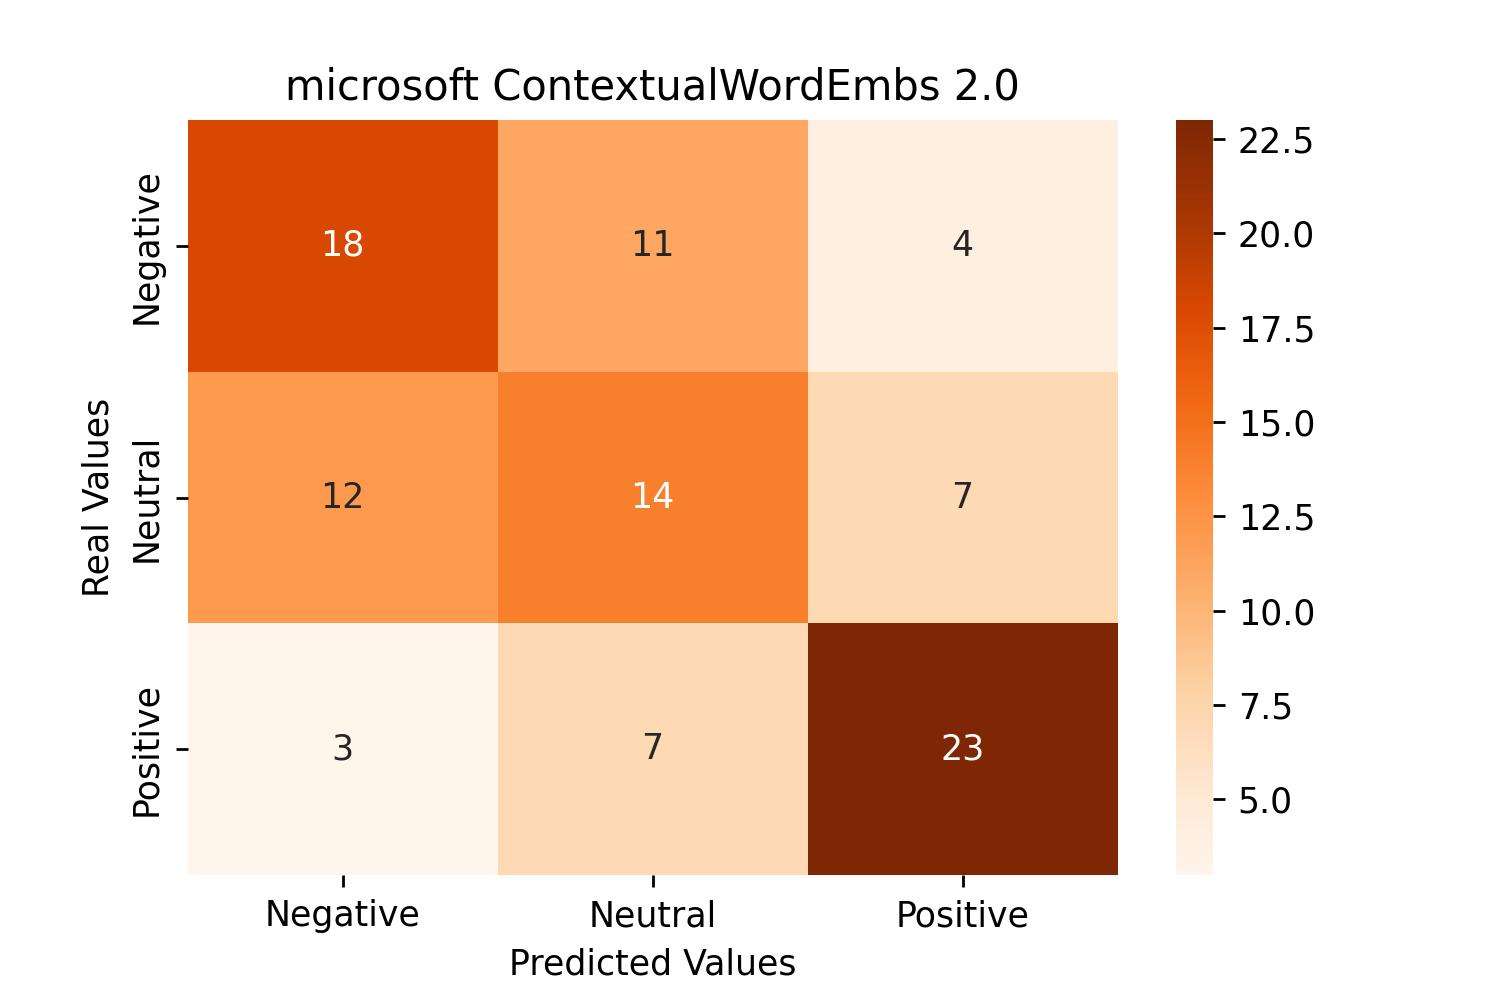 microsoft ContextualWordEmbs 2.0
Real Values
Negative
18 11 4
Neutral
12 14 7
Positive
3 7 23
Negative Neutral Positive
Predicted Values
22.5
20.0
17.5
15.0
12.5
10.0
7.5
5.0